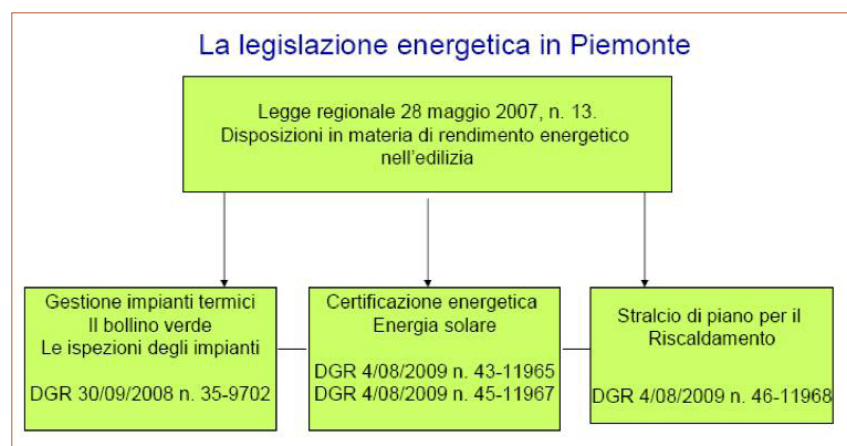 La legislazione energetica in Piemonte
Legge regionale 28 maggio 2007, n. 13.
Disposizioni in materia di rendimento energetico
nell'edilizia
Gestione impianti termici
Il bollino verde
Le ispezioni degli impianti
DGR 30/09/2008 n. 35-9702
Certificazione energetica
Energia solare
DGR 4/08/2009 n. 43-11965
DGR 4/08/2009 n. 45-11967
Stralcio di piano per il
Riscaldamento
DGR 4/08/2009 n. 46-11968